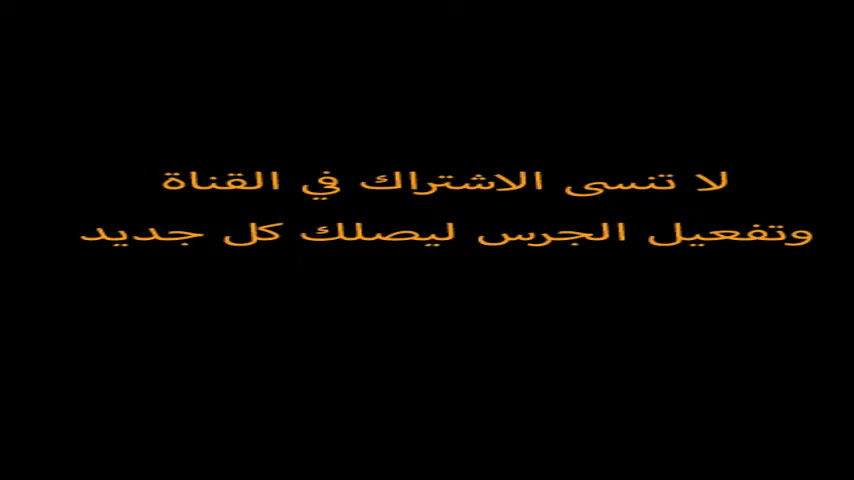 لا تنسى الاشتراك في القناة
وتفعيل الجرس ليصلك كل جديد